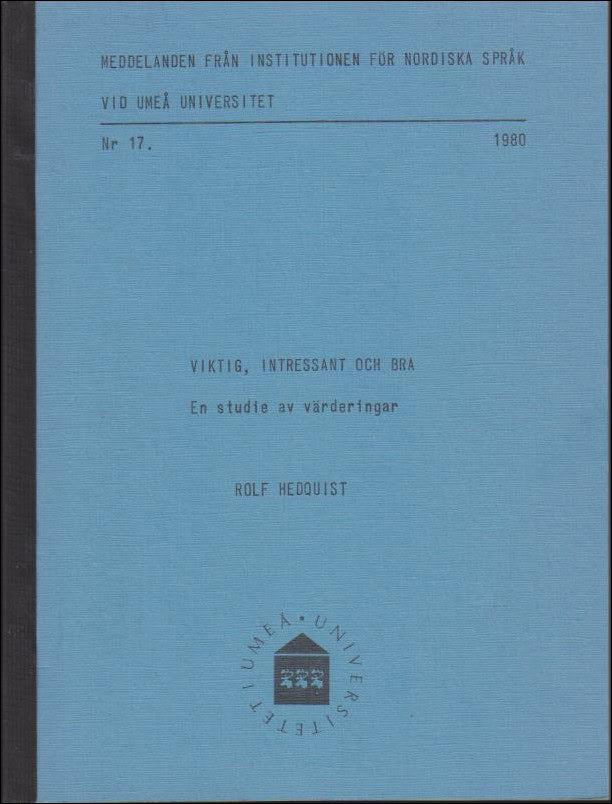 MEDDELANDEN FRÅN INSTITUTIONEN FÖR NORDISKA SPRÅK
VID UMEÅ UNIVERSITET
Nr 17. 1980
VIKTIG, INTRESSANT OCH BRA
En studie av värderingar
ROLF HEDQUIST
UMEÅ * UNIVERSITETET I